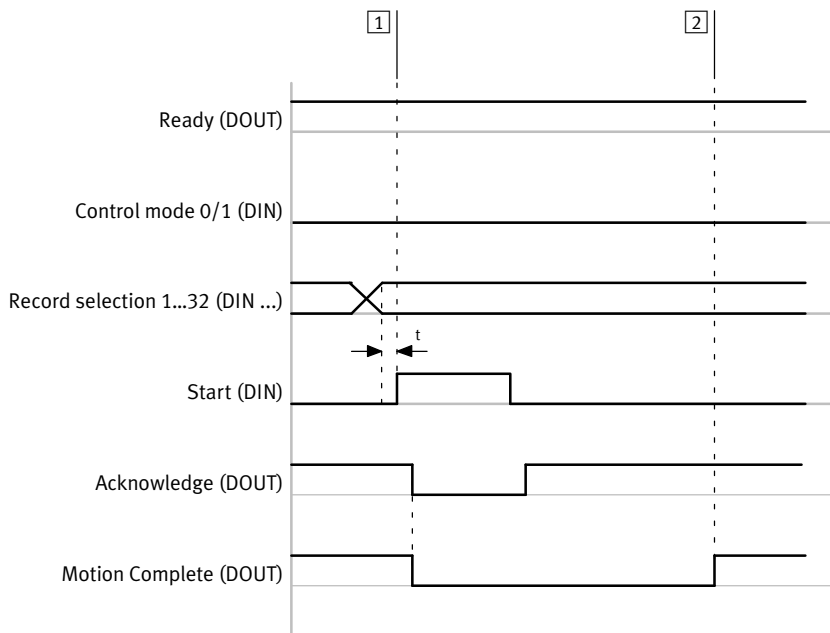 1
2
Ready (DOUT)
Control mode 0/1 (DIN)
Record selection 1...32 (DIN ...)
t
Start (DIN)
Acknowledge (DOUT)
Motion Complete (DOUT)